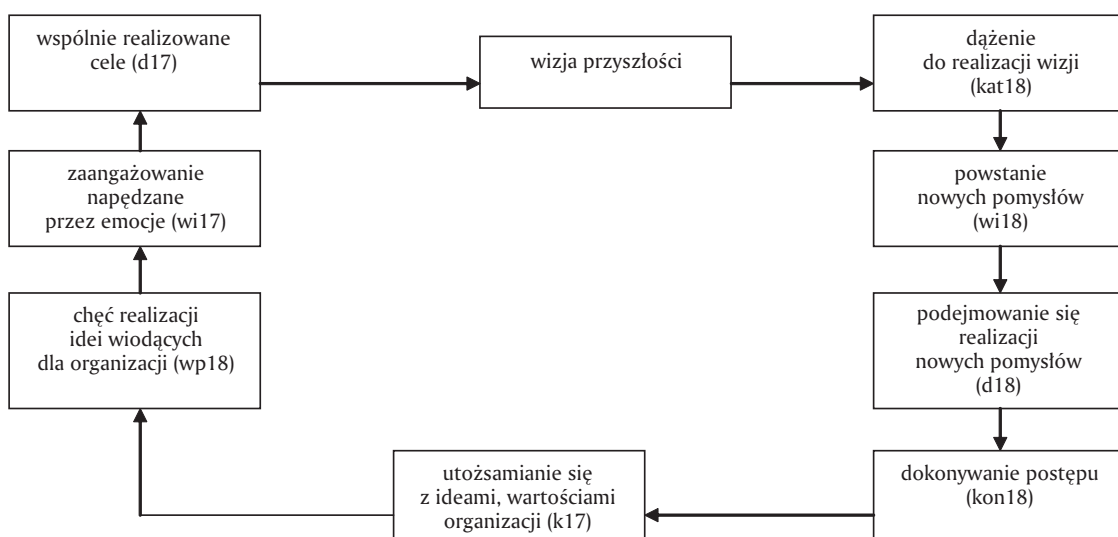 wspólnie realizowane
cele (d17)
wizja przyszłości
dążenie
do realizacji wizji
(kat18)
zaangażowanie
napędzane
przez emocje (wi17)
powstanie
nowych pomysłów
(wi18)
chęć realizacji
idei wiodących
dla organizacji (wp18)
podejmowanie się
realizacji
nowych pomysłów
(d18)
utożsamianie się
z ideami, wartościami
organizacji (k17)
dokonywanie postępu
(kon18)